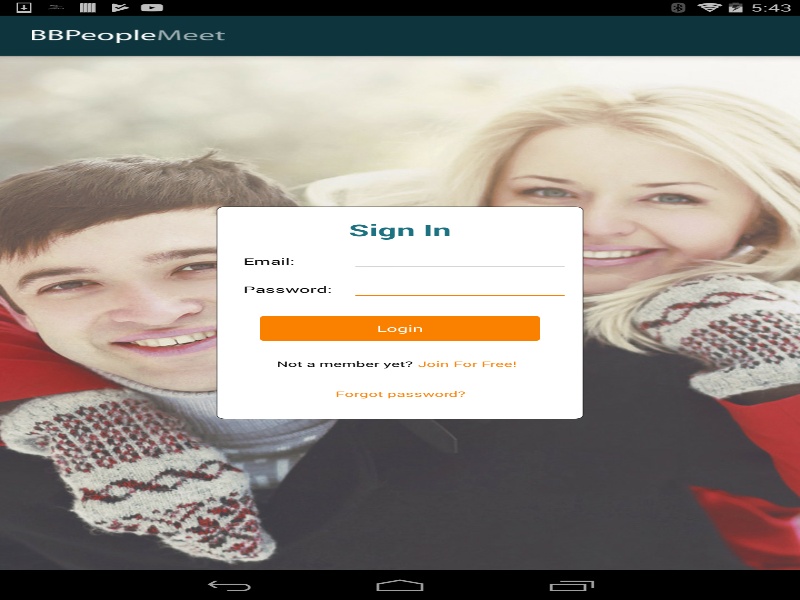 5:43
BBPeopleMeet
Sign In
Email:
Password:
Login
Not a member yet? Join For Free!
Forgot password?